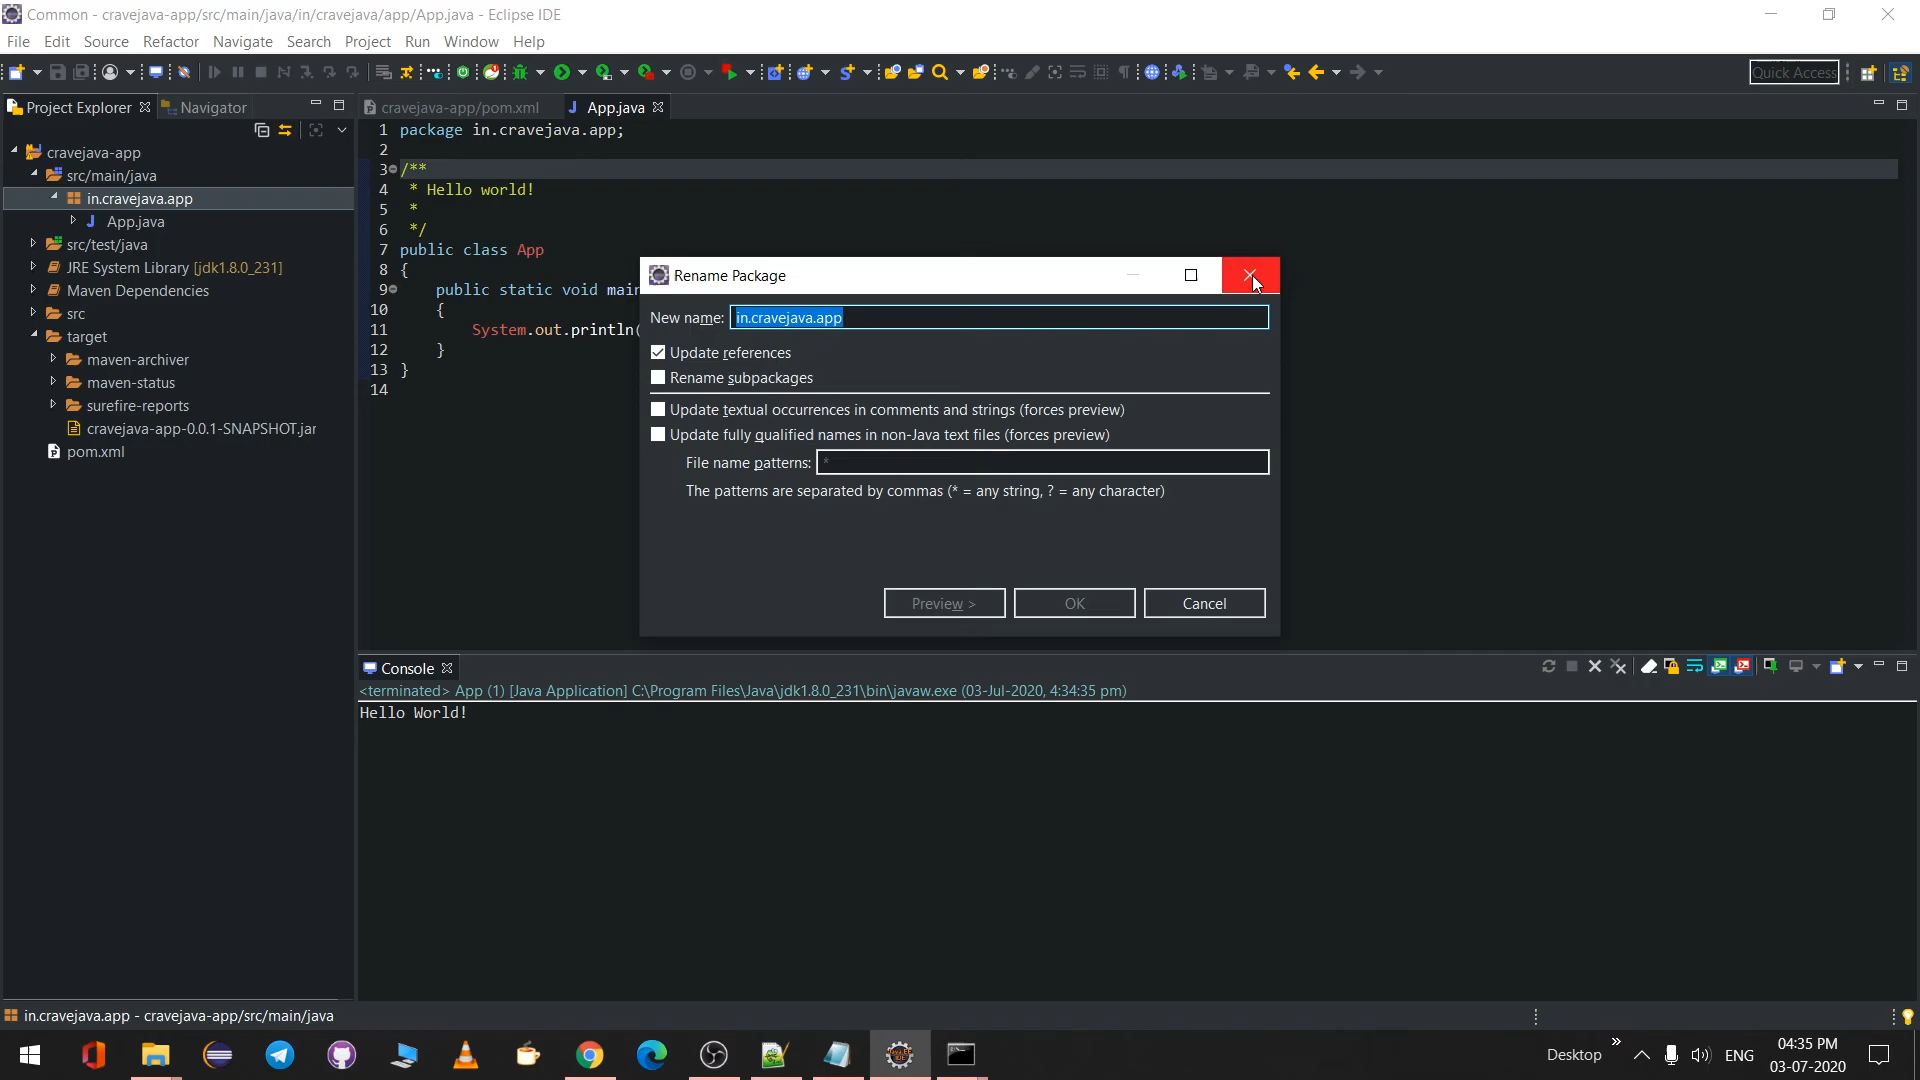 Common - cravejava-app/src/main/java/in/cravejava/app/App.java - Eclipse IDE
File Edit Source Refactor Navigate Search Project Run Window Help
Quick Access
Project Explorer
Navigator
cravejava-app/pom.xml
App.java
cravejava-app
src/main/java
in.cravejava.app
App.java
src/test/java
JRE System Library [jdk1.8.0_231]
Maven Dependencies
src
target
maven-archiver
maven-status
surefire-reports
cravejava-app-0.0.1-SNAPSHOT.jar
pom.xml
1 package in.cravejava.app;
2
3 /**
4 * Hello world!
5 *
6 */
7 public class App
8 {
9 public static void main
10 {
11 System.out.println(
12 }
13 }
14
Rename Package
New name: in.cravejava.app
Update references
Rename subpackages
Update textual occurrences in comments and strings (forces preview)
Update fully qualified names in non-Java text files (forces preview)
File name patterns: *
The patterns are separated by commas (* = any string, ? = any character)
Preview > OK Cancel
Console
<terminated> App (1) [Java Application] C:\Program Files\Java\jdk1.8.0_231\bin\javaw.exe (03-Jul-2020, 4:34:35 pm)
Hello World!
in.cravejava.app - cravejava-app/src/main/java
Desktop
ENG
04:35 PM
03-07-2020